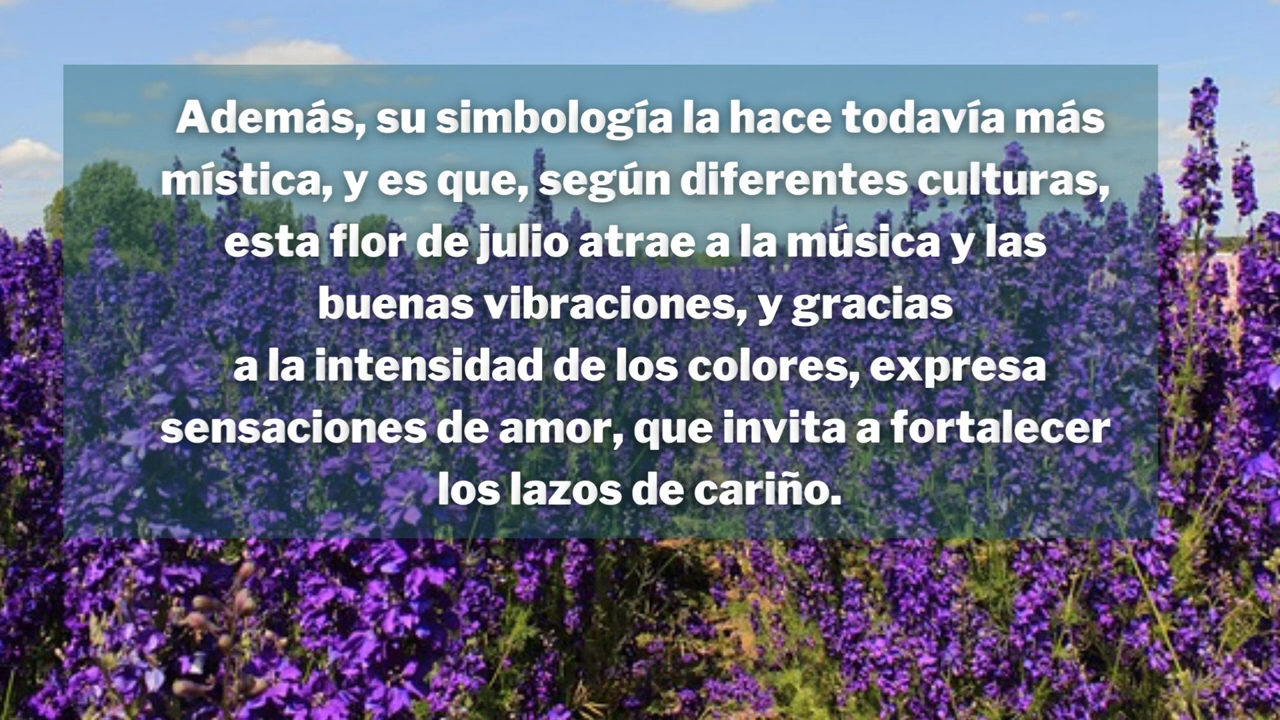 Además, su simbología la hace todavía más
mística, y es que, según diferentes culturas,
esta flor de julio atrae a la música y las
buenas vibraciones, y gracias
a la intensidad de los colores, expresa
sensaciones de amor, que invita a fortalecer
los lazos de cariño.